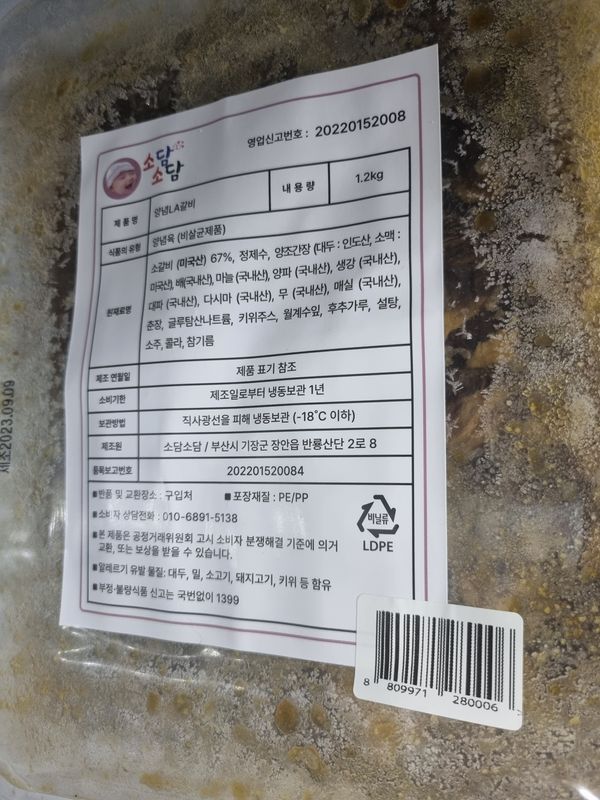 소담
소담
영업신고번호 : 20220152008
제 품 명
양념LA갈비
내 용 량
1.2kg
식품의 유형
양념육 (비살균제품)
원재료명
소갈비 (미국산) 67%, 정제수, 양조간장 (대두 : 인도산, 소맥 :
미국산), 배(국내산), 마늘 (국내산), 양파 (국내산), 생강 (국내산),
대파 (국내산), 다시마 (국내산), 무 (국내산), 매실 (국내산),
춘장, 글루탐산나트륨, 키위주스, 월계수잎, 후추가루, 설탕,
소주, 콜라, 참기름
제조 연월일
제품 표기 참조
소비기한
제조일로부터 냉동보관 1년
보관방법
직사광선을 피해 냉동보관 (-18˚C 이하)
제조원
소담소담 / 부산시 기장군 장안읍 반룡산단 2로 8
품목보고번호
202201520084
■ 반품 및 교환장소 : 구입처
■ 포장재질 : PE/PP
■ 소비자 상담전화 : 010-6891-5138
■ 본 제품은 공정거래위원회 고시 소비자 분쟁해결 기준에 의거
교환, 또는 보상을 받을 수 있습니다.
■ 알레르기 유발 물질: 대두, 밀, 소고기, 돼지고기, 키위 등 함유
■ 부정·불량식품 신고는 국번없이 1399
비닐류
LDPE
8 809971 280006
제조2023.09.09